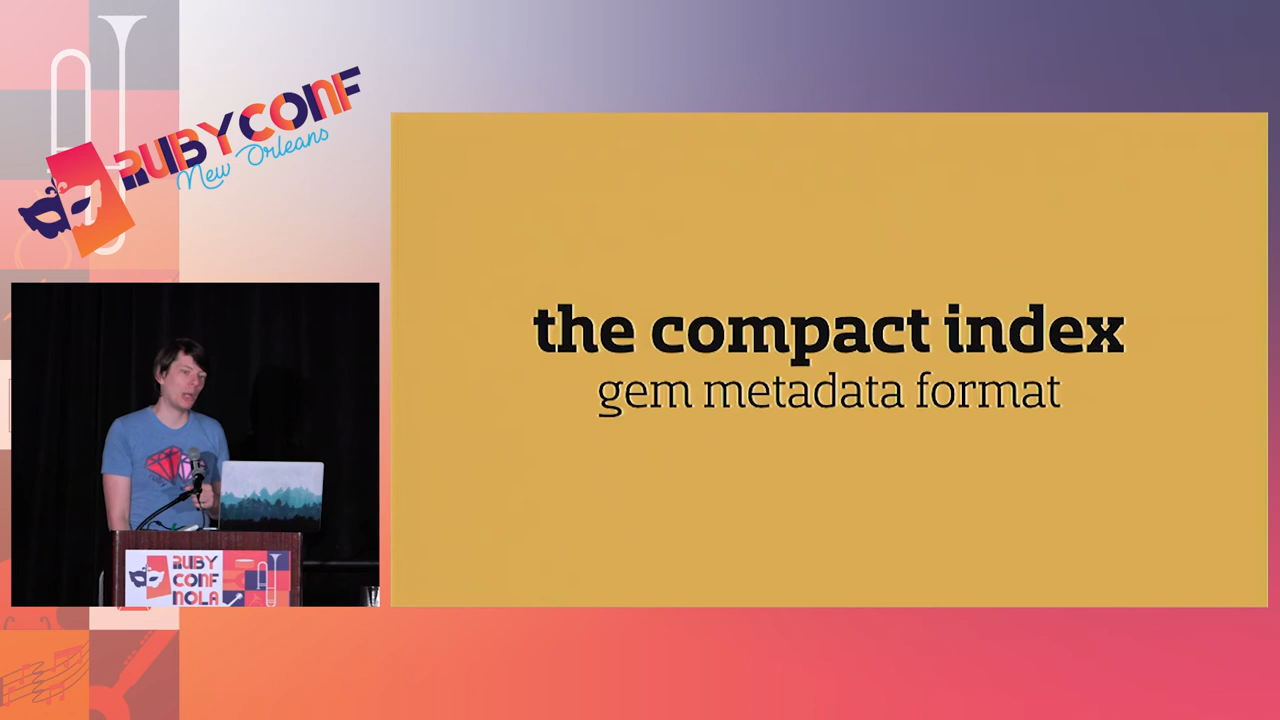 RUBYCONF
New Orleans
the compact index
gem metadata format
RUBY
CONF
NOLA